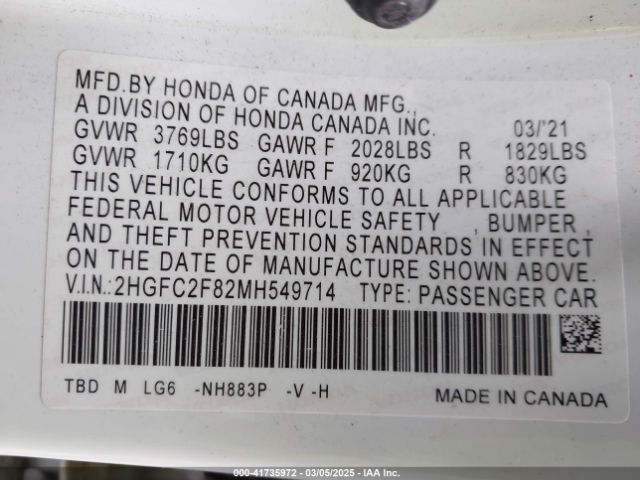 MFD.BY HONDA OF CANADA MFG.,
A DIVISION OF HONDA CANADA INC. 03/'21
GVWR 3769LBS GAWR F 2028LBS R 1829LBS
GVWR 1710KG GAWR F 920KG R 830KG
THIS VEHICLE CONFORMS TO ALL APPLICABLE
FEDERAL MOTOR VEHICLE SAFETY , BUMPER ,
AND THEFT PREVENTION STANDARDS IN EFFECT
ON THE DATE OF MANUFACTURE SHOWN ABOVE.
V.I.N.:2HGFC2F82MH549714 TYPE: PASSENGER CAR
TBD M LG6 -NH883P -V -H MADE IN CANADA
000-41735972 | 03/05/2025 - IAA Inc.